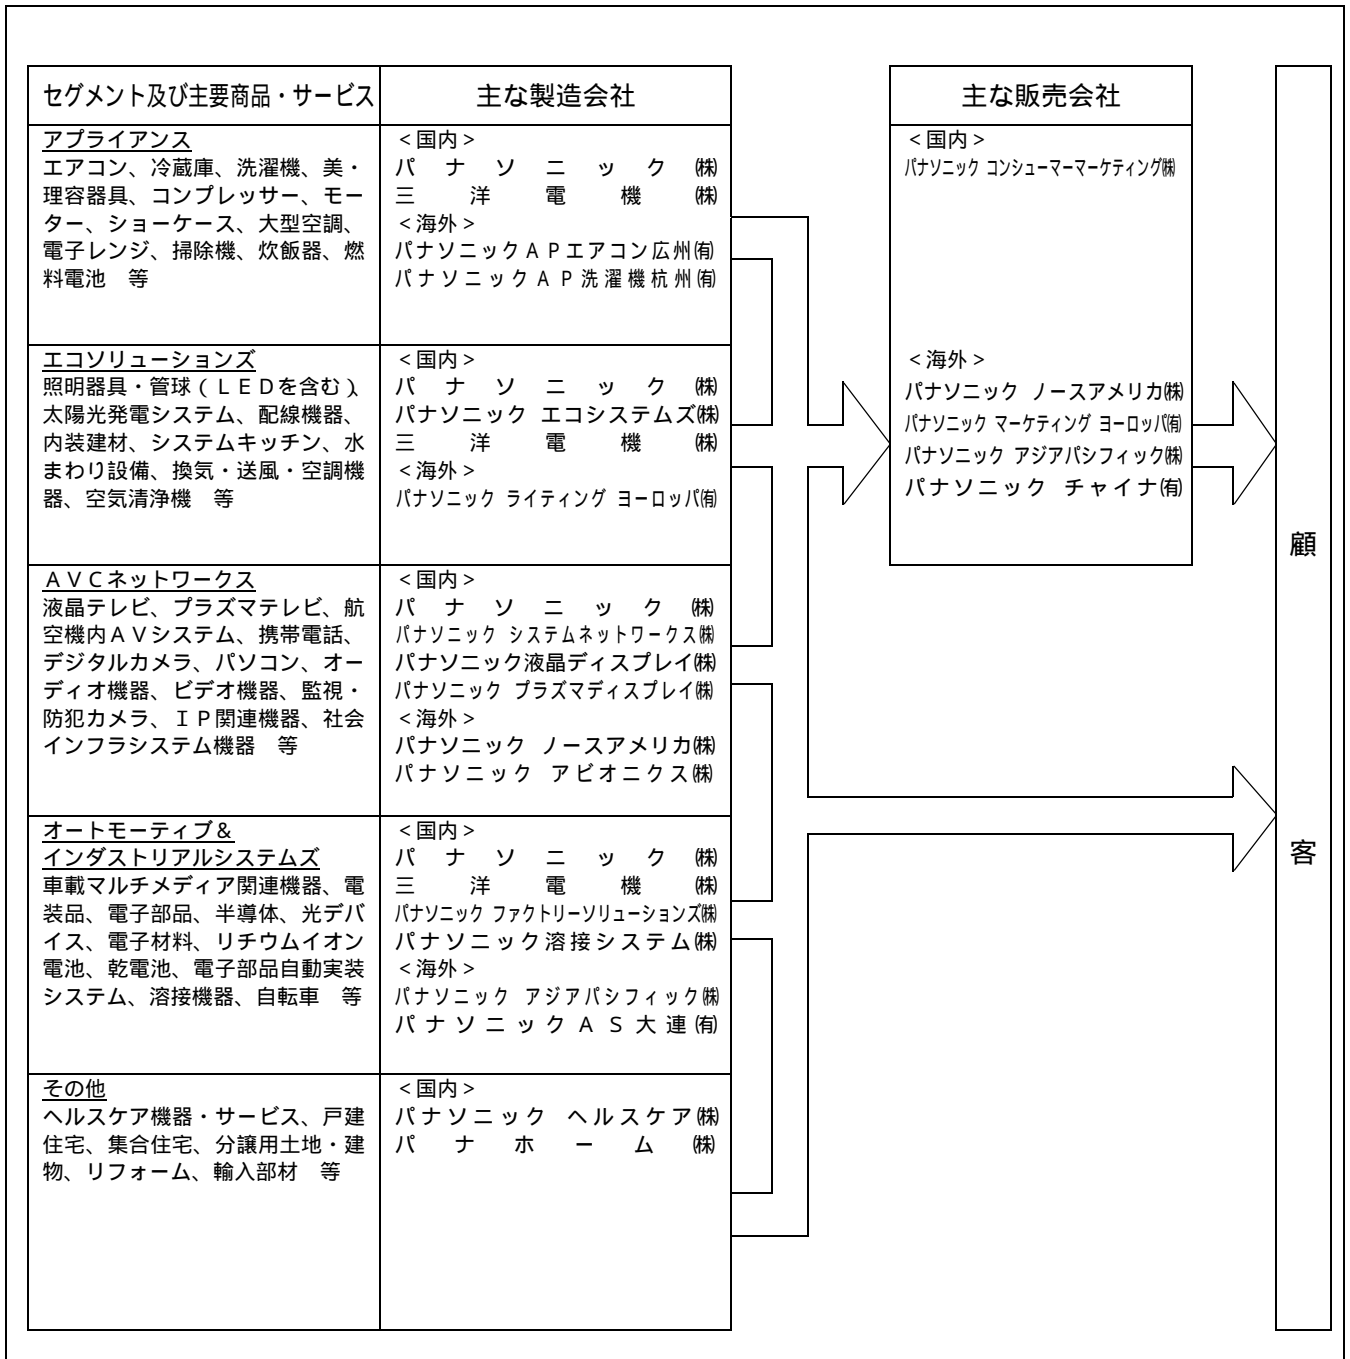 セグメント及び主要商品・サービス
主な製造会社
アプライアンス
エアコン、冷蔵庫、洗濯機、美・
理容器具、コンプレッサー、モー
ター、ショーケース、大型空調、
電子レンジ、掃除機、炊飯器、燃
料電池　等
＜国内＞
パナソニック㈱
三洋電機㈱
＜海外＞
パナソニックＡＰエアコン広州㈲
パナソニックＡＰ洗濯機杭州㈲
エコソリューションズ
照明器具・管球（ＬＥＤを含む）、
太陽光発電システム、配線機器、
内装建材、システムキッチン、水
まわり設備、換気・送風・空調機
器、空気清浄機　等
＜国内＞
パナソニック㈱
パナソニック エコシステムズ㈱
三洋電機㈱
＜海外＞
パナソニック ライティング ヨーロッパ㈲
ＡＶＣネットワークス
液晶テレビ、プラズマテレビ、航
空機内ＡＶシステム、携帯電話、
デジタルカメラ、パソコン、オー
ディオ機器、ビデオ機器、監視・
防犯カメラ、ＩＰ関連機器、社会
インフラシステム機器　等
＜国内＞
パナソニック㈱
パナソニック システムネットワークス㈱
パナソニック液晶ディスプレイ㈱
パナソニック プラズマディスプレイ㈱
＜海外＞
パナソニック ノースアメリカ㈱
パナソニック アビオニクス㈱
オートモーティブ＆
インダストリアルシステムズ
車載マルチメディア関連機器、電
装品、電子部品、半導体、光デバ
イス、電子材料、リチウムイオン
電池、乾電池、電子部品自動実装
システム、溶接機器、自転車　等
＜国内＞
パナソニック㈱
三洋電機㈱
パナソニック ファクトリーソリューションズ㈱
パナソニック溶接システム㈱
＜海外＞
パナソニック アジアパシフィック㈱
パナソニックＡＳ大連㈲
その他
ヘルスケア機器・サービス、戸建
住宅、集合住宅、分譲用土地・建
物、リフォーム、輸入部材　等
＜国内＞
パナソニック ヘルスケア㈱
パナホーム㈱
主な販売会社
＜国内＞
パナソニック コンシューマーマーケティング㈱
＜海外＞
パナソニック ノースアメリカ㈱
パナソニック マーケティング ヨーロッパ㈲
パナソニック アジアパシフィック㈱
パナソニック チャイナ㈲
顧客